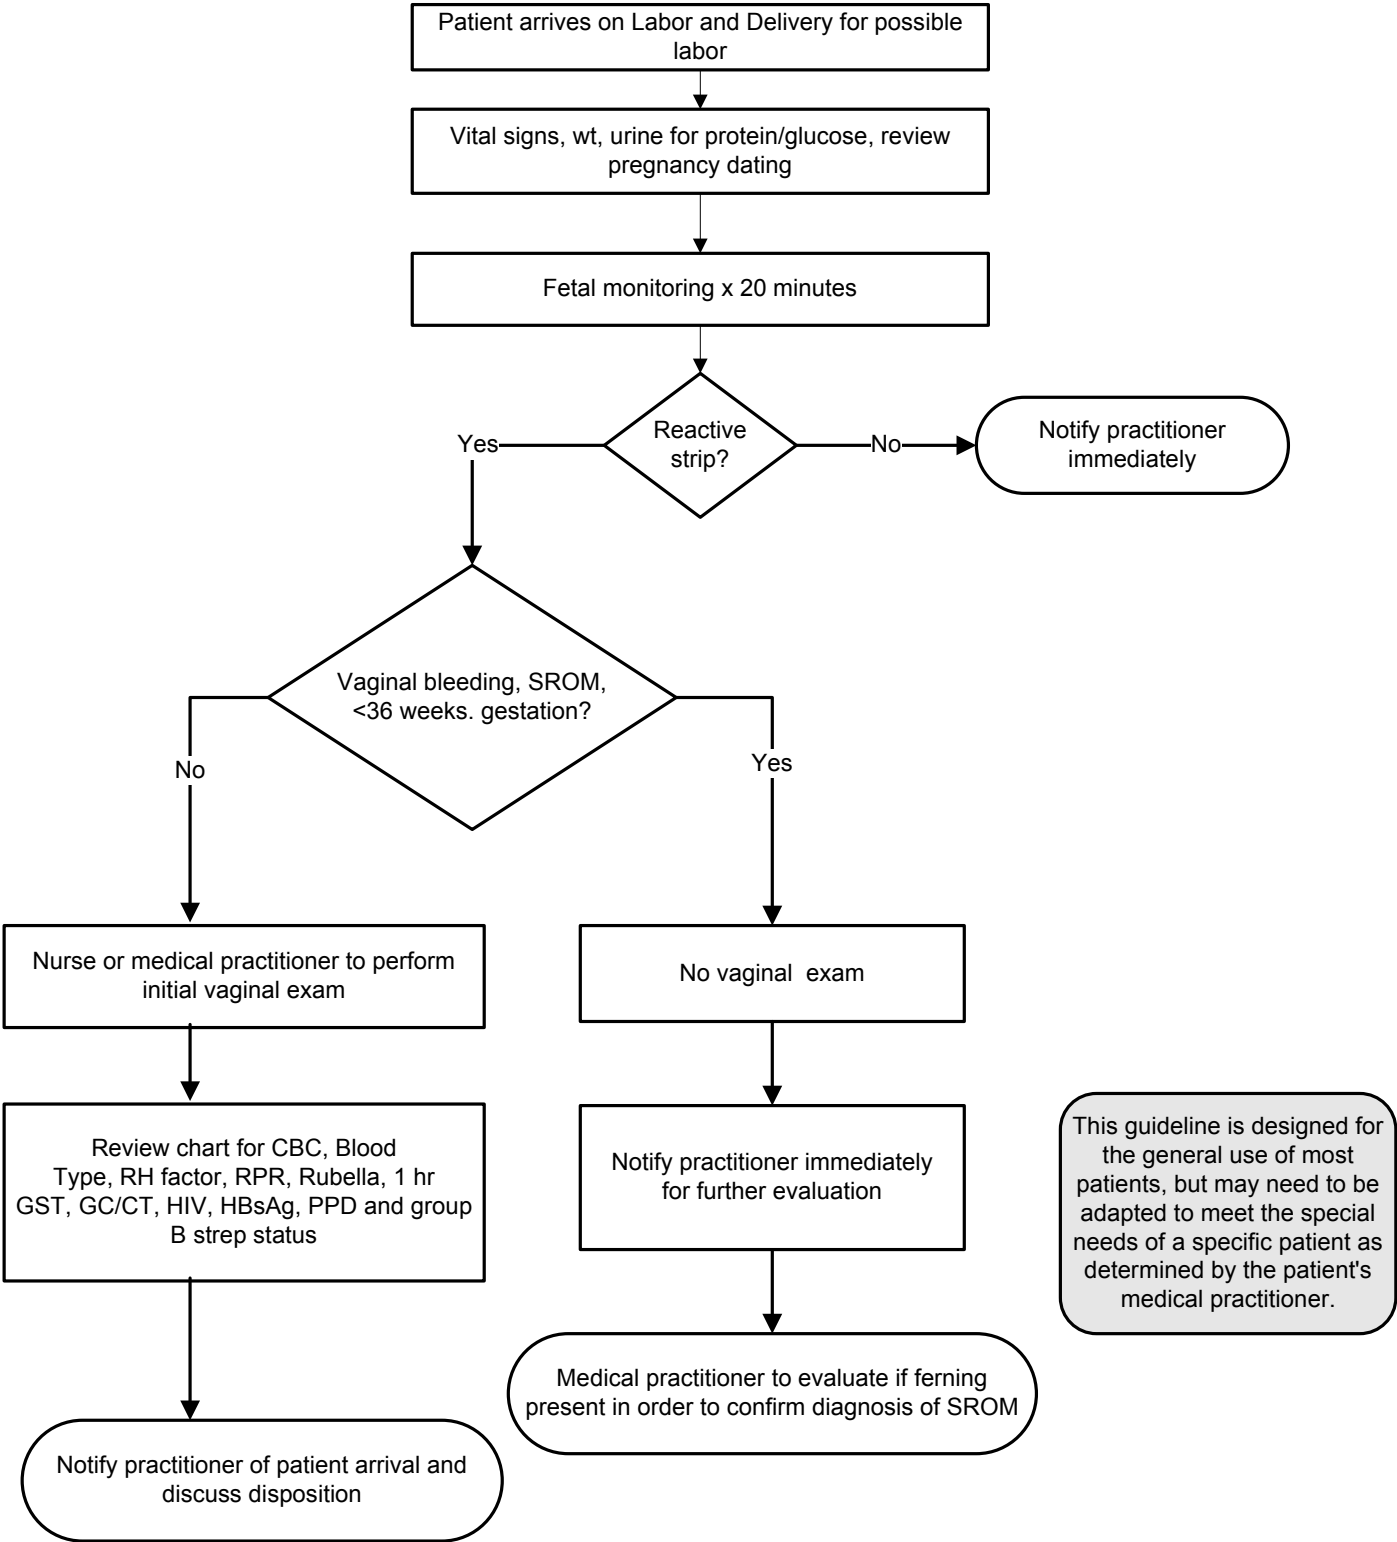 Patient arrives on Labor and Delivery for possible
labor
Vital signs, wt, urine for protein/glucose, review
pregnancy dating
Fetal monitoring x 20 minutes
Reactive
strip?
Yes
No
Notify practitioner
immediately
Vaginal bleeding, SROM,
<36 weeks. gestation?
No
Yes
Nurse or medical practitioner to perform
initial vaginal exam
No vaginal  exam
Review chart for CBC, Blood
Type, RH factor, RPR, Rubella, 1 hr
GST, GC/CT, HIV, HBsAg, PPD and group
B strep status
Notify practitioner immediately
for further evaluation
This guideline is designed for
the general use of most
patients, but may need to be
adapted to meet the special
needs of a specific patient as
determined by the patient's
medical practitioner.
Medical practitioner to evaluate if ferning
present in order to confirm diagnosis of SROM
Notify practitioner of patient arrival and
discuss disposition